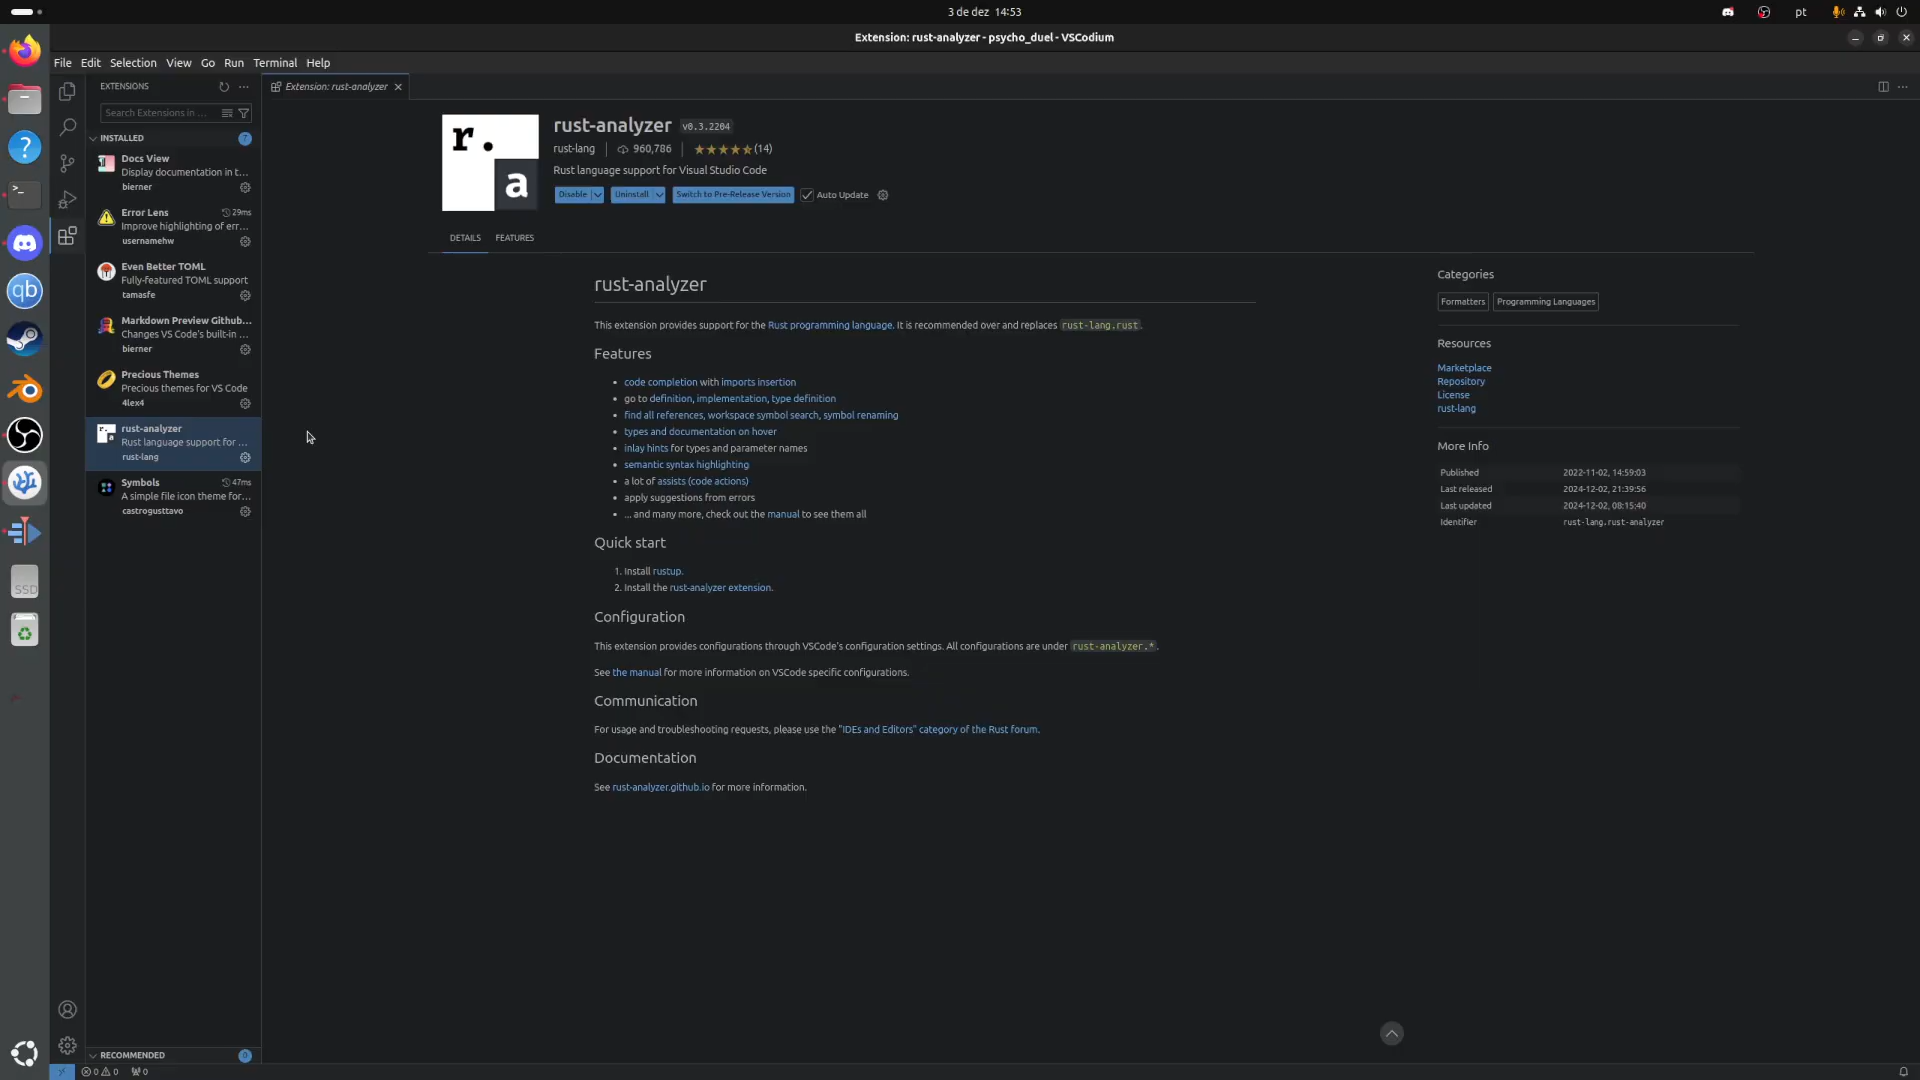 3 de dez 14:53
pt
Extension: rust-analyzer - psycho_duel - VSCodium
File Edit Selection View Go Run Terminal Help
EXTENSIONS
Extension: rust-analyzer
Search Extensions in ...
INSTALLED 7
Docs View
Display documentation in t...
bierner
Error Lens 29ms
Improve highlighting of err...
usernamehw
Even Better TOML
Fully-featured TOML support
tamasfe
Markdown Preview Github...
Changes VS Code's built-in ...
bierner
Precious Themes
Precious themes for VS Code
4lex4
rust-analyzer
Rust language support for ...
rust-lang
Symbols 47ms
A simple file icon theme for...
castrogusttavo
RECOMMENDED 0
r.
a
rust-analyzer v0.3.2204
rust-lang 960,786 (14)
Rust language support for Visual Studio Code
Disable Uninstall Switch to Pre-Release Version Auto Update
DETAILS FEATURES
rust-analyzer
This extension provides support for the Rust programming language. It is recommended over and replaces rust-lang.rust.
Features
• code completion with imports insertion
• go to definition, implementation, type definition
• find all references, workspace symbol search, symbol renaming
• types and documentation on hover
• inlay hints for types and parameter names
• semantic syntax highlighting
• a lot of assists (code actions)
• apply suggestions from errors
• ... and many more, check out the manual to see them all
Quick start
1. Install rustup.
2. Install the rust-analyzer extension.
Configuration
This extension provides configurations through VSCode's configuration settings. All configurations are under rust-analyzer.*.
See the manual for more information on VSCode specific configurations.
Communication
For usage and troubleshooting requests, please use the "IDEs and Editors" category of the Rust forum.
Documentation
See rust-analyzer.github.io for more information.
Categories
Formatters Programming Languages
Resources
Marketplace
Repository
License
rust-lang
More Info
Published 2022-11-02, 14:59:03
Last released 2024-12-02, 21:39:56
Last updated 2024-12-02, 08:15:40
Identifier rust-lang.rust-analyzer
qb
SSD
0 0 0